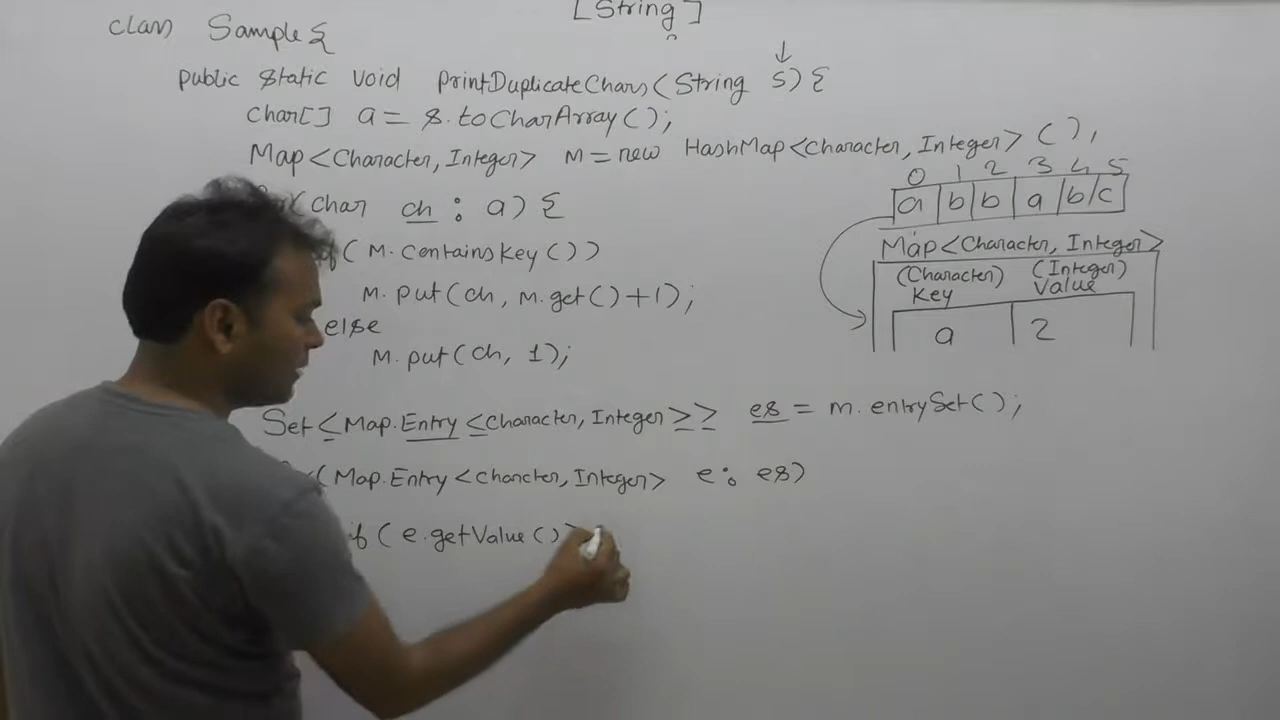 [String]
class Sample{
public static void printDuplicateChars(String s){
char[] a = s.toCharArray();
Map<Character, Integer> m = new HashMap<Character, Integer>();
(char ch : a) {
if( m.containsKey())
m.put(ch, m.get()+1);
else
m.put(ch, 1);
Set<Map.Entry<Character, Integer>> es = m.entrySet();
(Map.Entry<Character, Integer> e : es)
if( e.getValue()>
0 1 2 3 4 5
a b b a b c
Map<Character, Integer>
(Character) (Integer)
Key Value
a 2